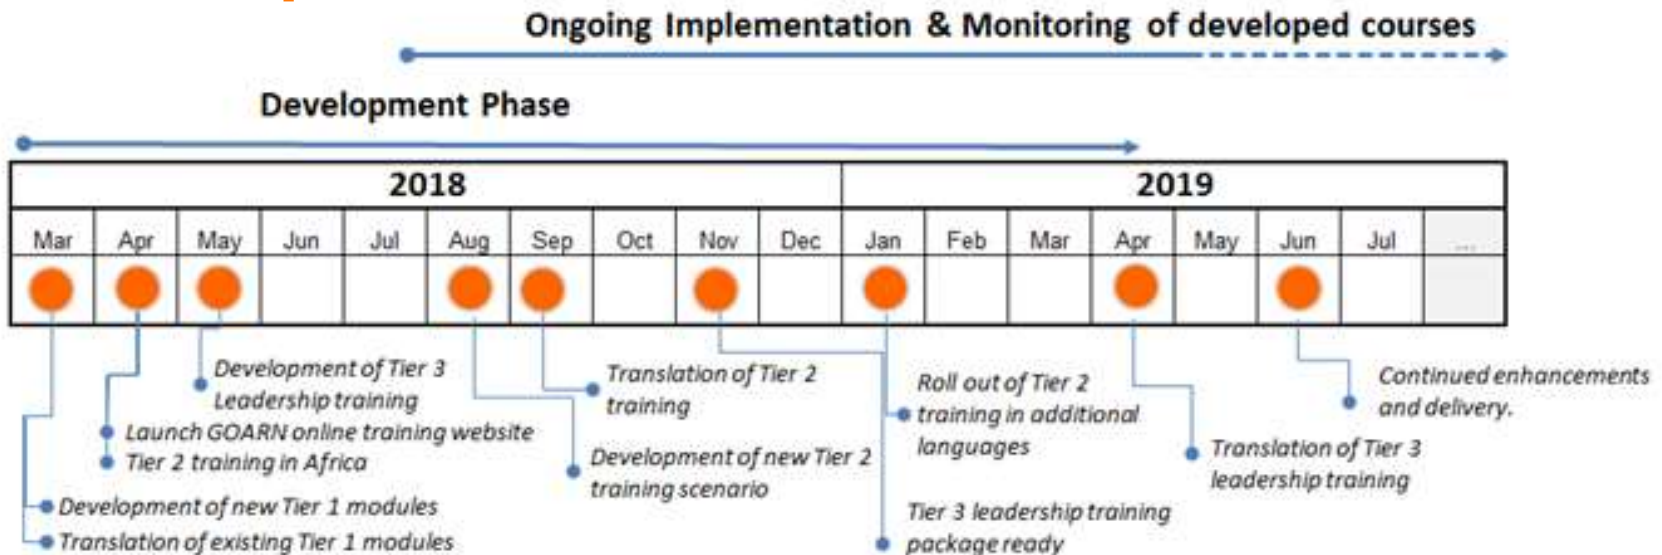 Ongoing Implementation & Monitoring of developed courses
Development Phase
2018 2019
Mar Apr May Jun Jul Aug Sep Oct Nov Dec Jan Feb Mar Apr May Jun Jul ...
Development of Tier 3
Leadership training
Launch GOARN online training website
Tier 2 training in Africa
Development of new Tier 1 modules
Translation of existing Tier 1 modules
Translation of Tier 2
training
Development of new Tier 2
training scenario
Roll out of Tier 2
training in additional
languages
Tier 3 leadership training
package ready
Translation of Tier 3
leadership training
Continued enhancements
and delivery.